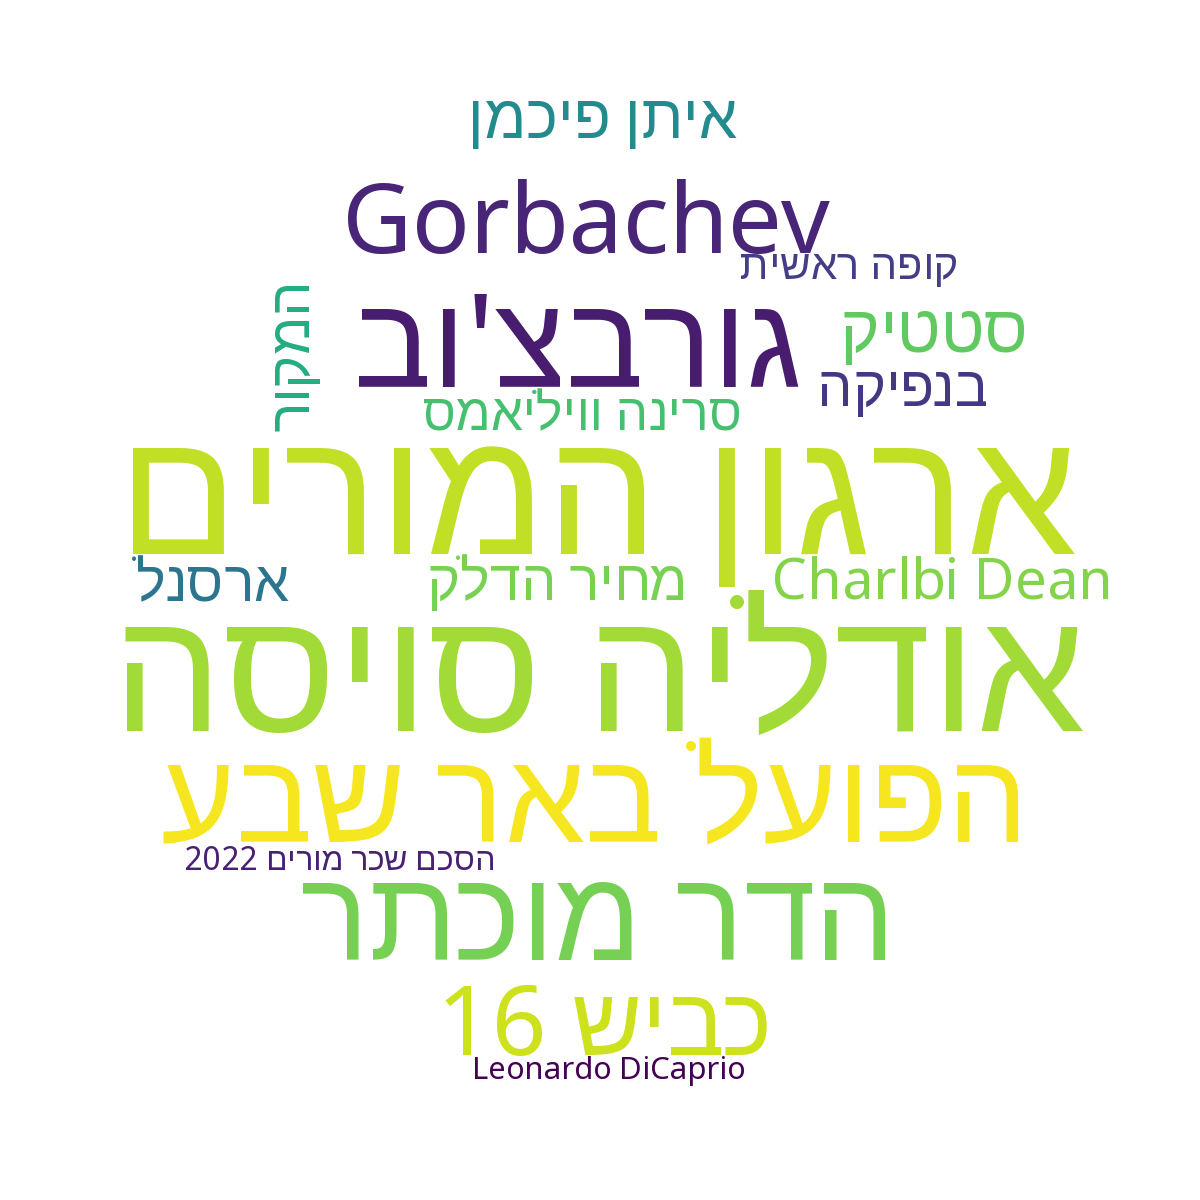 איתן פיכמן
Gorbachev
קופה ראשית
המקור
גורבצ'וב
סטטיק
בנפיקה
סרינה וויליאמס
ארגון המורים
ארסנל
מחיר הדלק
Charlbi Dean
אודליה סויסה
הפועל באר שבע
הסכם שכר מורים 2022
הדר מוכתר
כביש 16
Leonardo DiCaprio